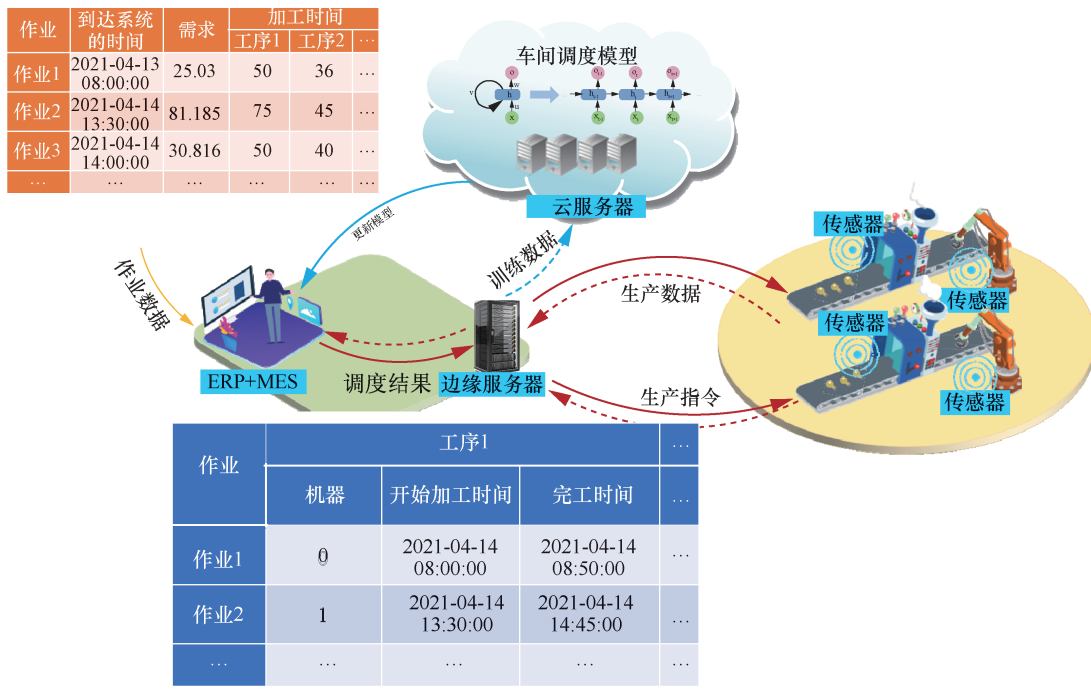 作业
到达系统
的时间
需求
加工时间
工序1
工序2
…
作业1
2021-04-13
08:00:00
25.03
50
36
…
作业2
2021-04-14
13:30:00
81.185
75
45
…
作业3
2021-04-14
14:00:00
30.816
50
40
…
…
…
…
…
…
车间调度模型
云服务器
更新模型
训练数据
作业数据
ERP+MES
调度结果
边缘服务器
生产数据
生产指令
传感器
传感器
传感器
传感器
作业
工序1
…
机器
开始加工时间
完工时间
…
作业1
0
2021-04-14
08:00:00
2021-04-14
08:50:00
…
作业2
1
2021-04-14
13:30:00
2021-04-14
14:45:00
…
…
…
…
…
…